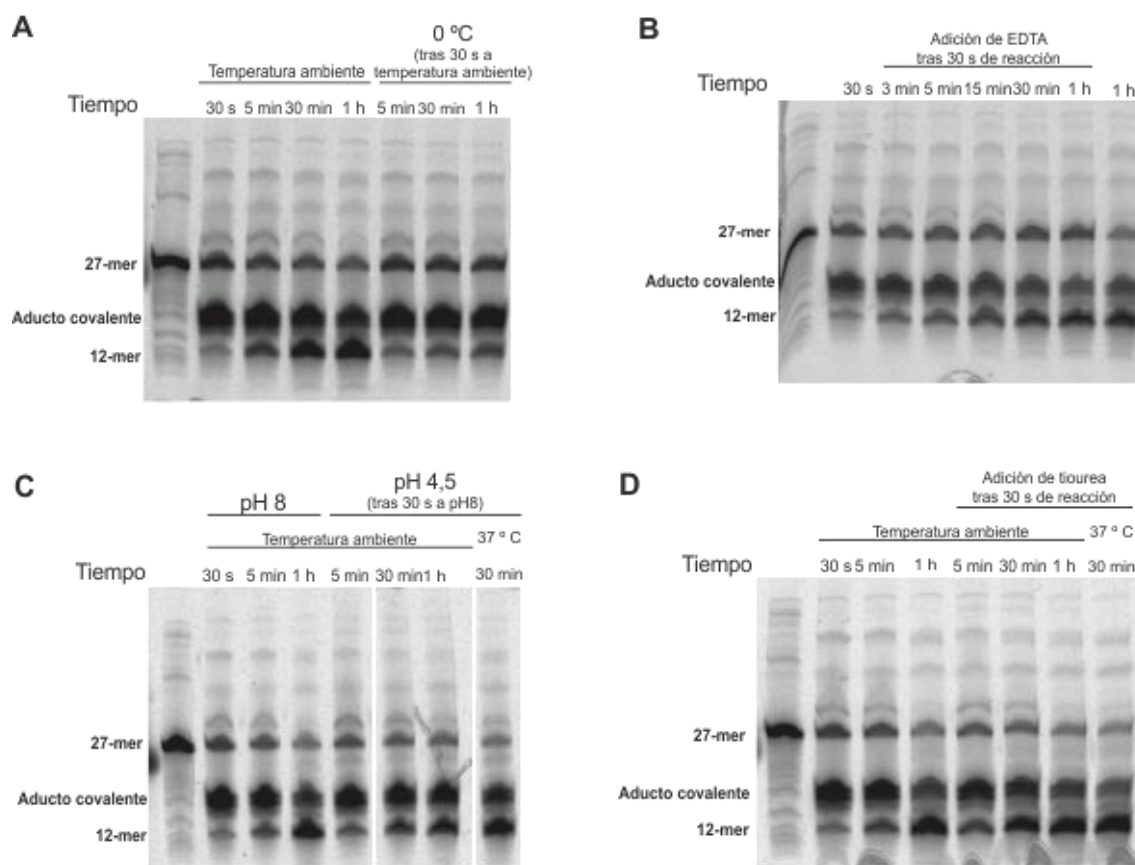 A
0 ºC
(tras 30 s a
Temperatura ambiente temperatura ambiente)
Tiempo 30 s 5 min 30 min 1 h 5 min 30 min 1 h
27-mer
Aducto covalente
12-mer
B
Adición de EDTA
tras 30 s de reacción
Tiempo 30 s 3 min 5 min 15 min 30 min 1 h 1 h
27-mer
Aducto covalente
12-mer
C
pH 8 pH 4,5
(tras 30 s a pH8)
Temperatura ambiente 37 º C
Tiempo 30 s 5 min 1 h 5 min 30 min 1 h 30 min
27-mer
Aducto covalente
12-mer
D
Adición de tiourea
tras 30 s de reacción
Temperatura ambiente 37 º C
Tiempo 30 s 5 min 1 h 5 min 30 min 1 h 30 min
27-mer
Aducto covalente
12-mer